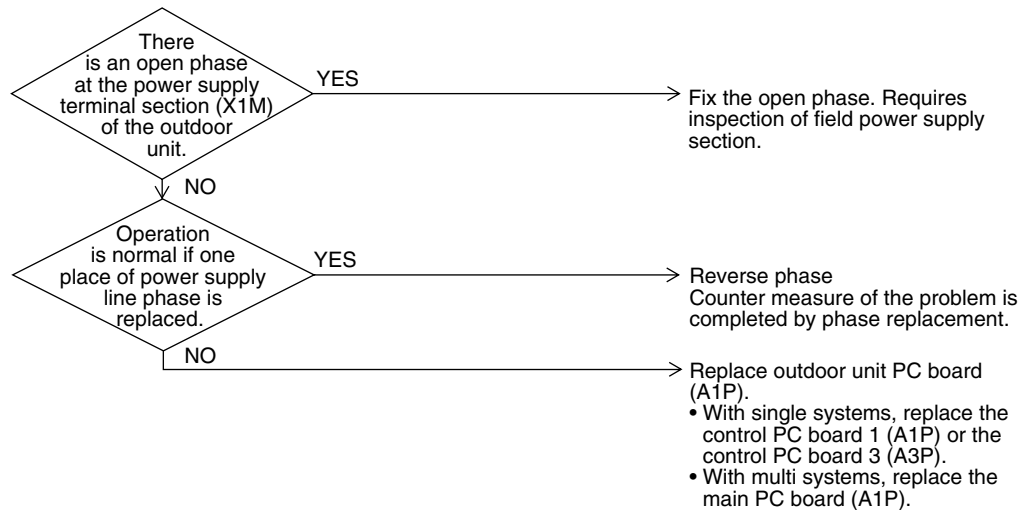 There
is an open phase
at the power supply
terminal section (X1M)
of the outdoor
unit.
YES
Fix the open phase. Requires
inspection of field power supply
section.
NO
Operation
is normal if one
place of power supply
line phase is
replaced.
YES
Reverse phase
Counter measure of the problem is
completed by phase replacement.
NO
Replace outdoor unit PC board
(A1P).
• With single systems, replace the
control PC board 1 (A1P) or the
control PC board 3 (A3P).
• With multi systems, replace the
main PC board (A1P).